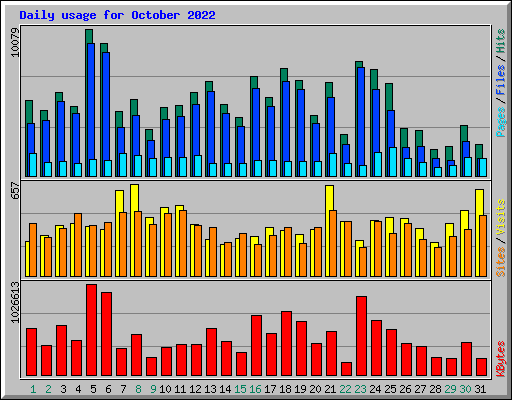 Daily usage for October 2022
10079
Pages / Files / Hits
657
Sites / Visits
1026613
KBytes
1 2 3 4 5 6 7 8 9 10 11 12 13 14 15 16 17 18 19 20 21 22 23 24 25 26 27 28 29 30 31